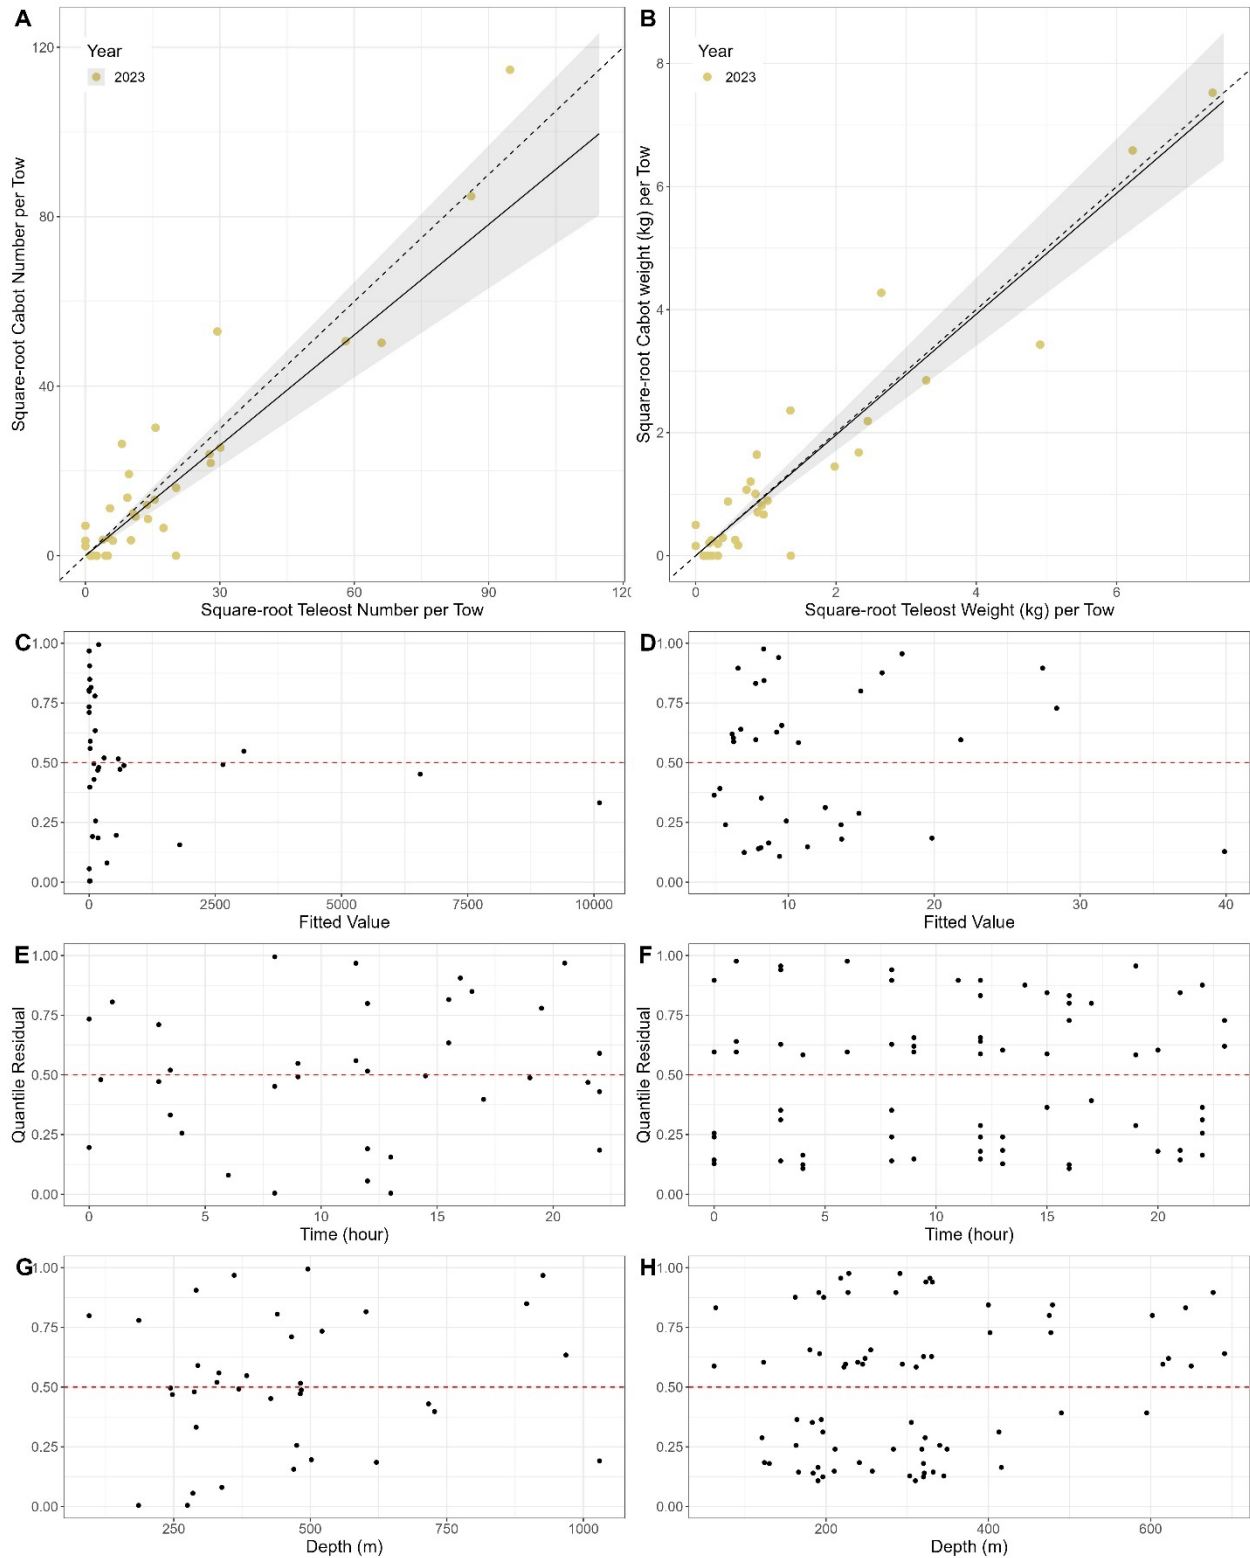 A
Year
2023
Square-root Cabot Number per Tow
120
80
40
0
0 30 60 90 120
Square-root Teleost Number per Tow
B
Year
2023
Square-root Cabot weight (kg) per Tow
8
6
4
2
0
0 2 4 6
Square-root Teleost Weight (kg) per Tow
C
1.00
0.75
0.50
0.25
0.00
0 2500 5000 7500 10000
Fitted Value
D
1.00
0.75
0.50
0.25
0.00
10 20 30 40
Fitted Value
E
Quantile Residual
1.00
0.75
0.50
0.25
0.00
0 5 10 15 20
Time (hour)
F
Quantile Residual
1.00
0.75
0.50
0.25
0.00
0 5 10 15 20
Time (hour)
G
1.00
0.75
0.50
0.25
0.00
250 500 750 1000
Depth (m)
H
1.00
0.75
0.50
0.25
0.00
200 400 600
Depth (m)